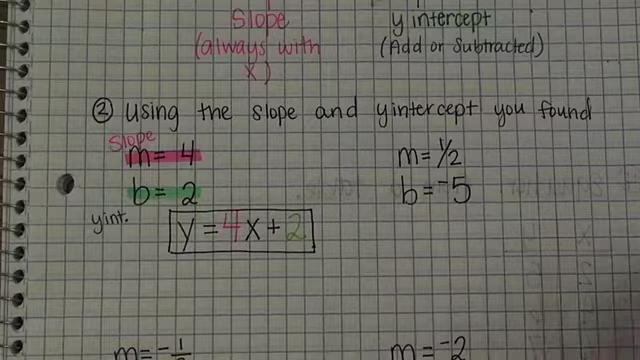 Slope
(always with
x)
y intercept
(Add or Subtracted)
② Using the slope and yintercept you found
Slope
m = 4
b = 2
yint.
y = 4x + 2
m = 1/2
b = -5
m = -1
m = -2